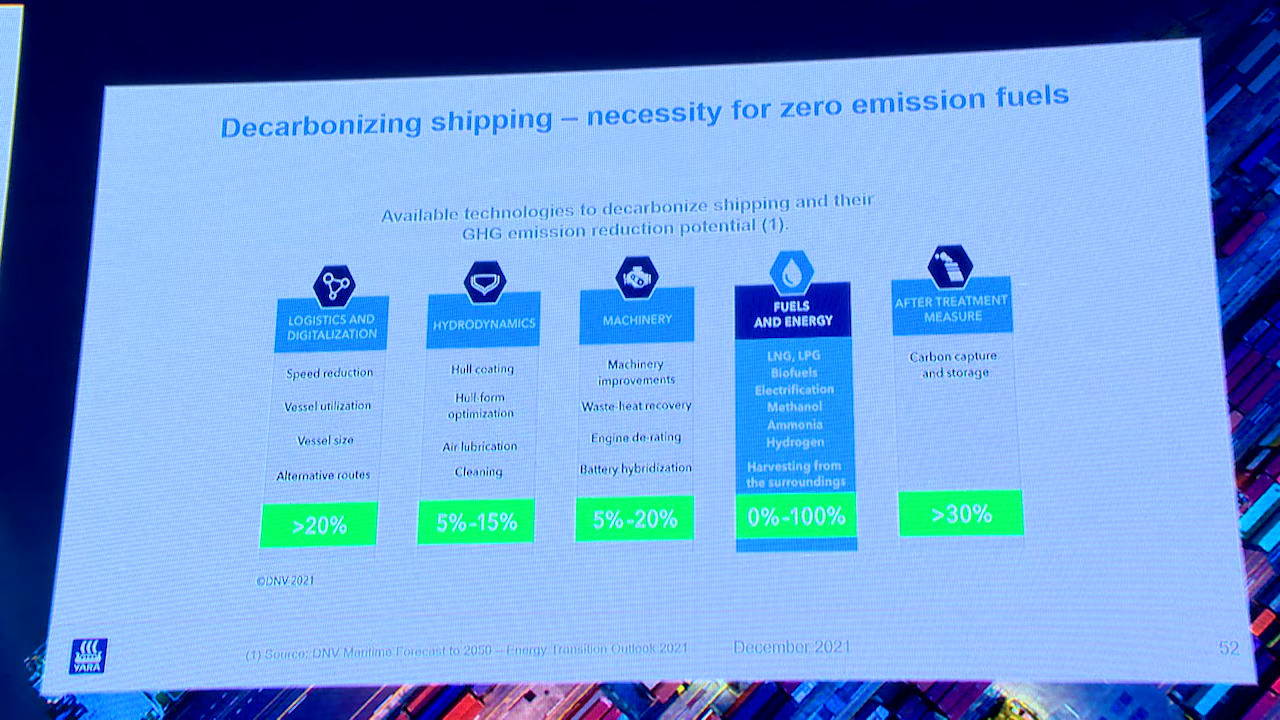 Decarbonizing shipping – necessity for zero emission fuels
Available technologies to decarbonize shipping and their
GHG emission reduction potential (1).
LOGISTICS AND
DIGITALIZATION
Speed reduction
Vessel utilization
Vessel size
Alternative routes
>20%
HYDRODYNAMICS
Hull coating
Hull-form
optimization
Air lubrication
Cleaning
5%-15%
MACHINERY
Machinery
improvements
Waste-heat recovery
Engine de-rating
Battery hybridization
5%-20%
FUELS
AND ENERGY
LNG, LPG
Biofuels
Electrification
Methanol
Ammonia
Hydrogen
Harvesting from
the surroundings
0%-100%
AFTER TREATMENT
MEASURE
Carbon capture
and storage
>30%
©DNV 2021
YARA
(1) Source: DNV Maritime Forecast to 2050 – Energy Transition Outlook 2021
December 2021
52